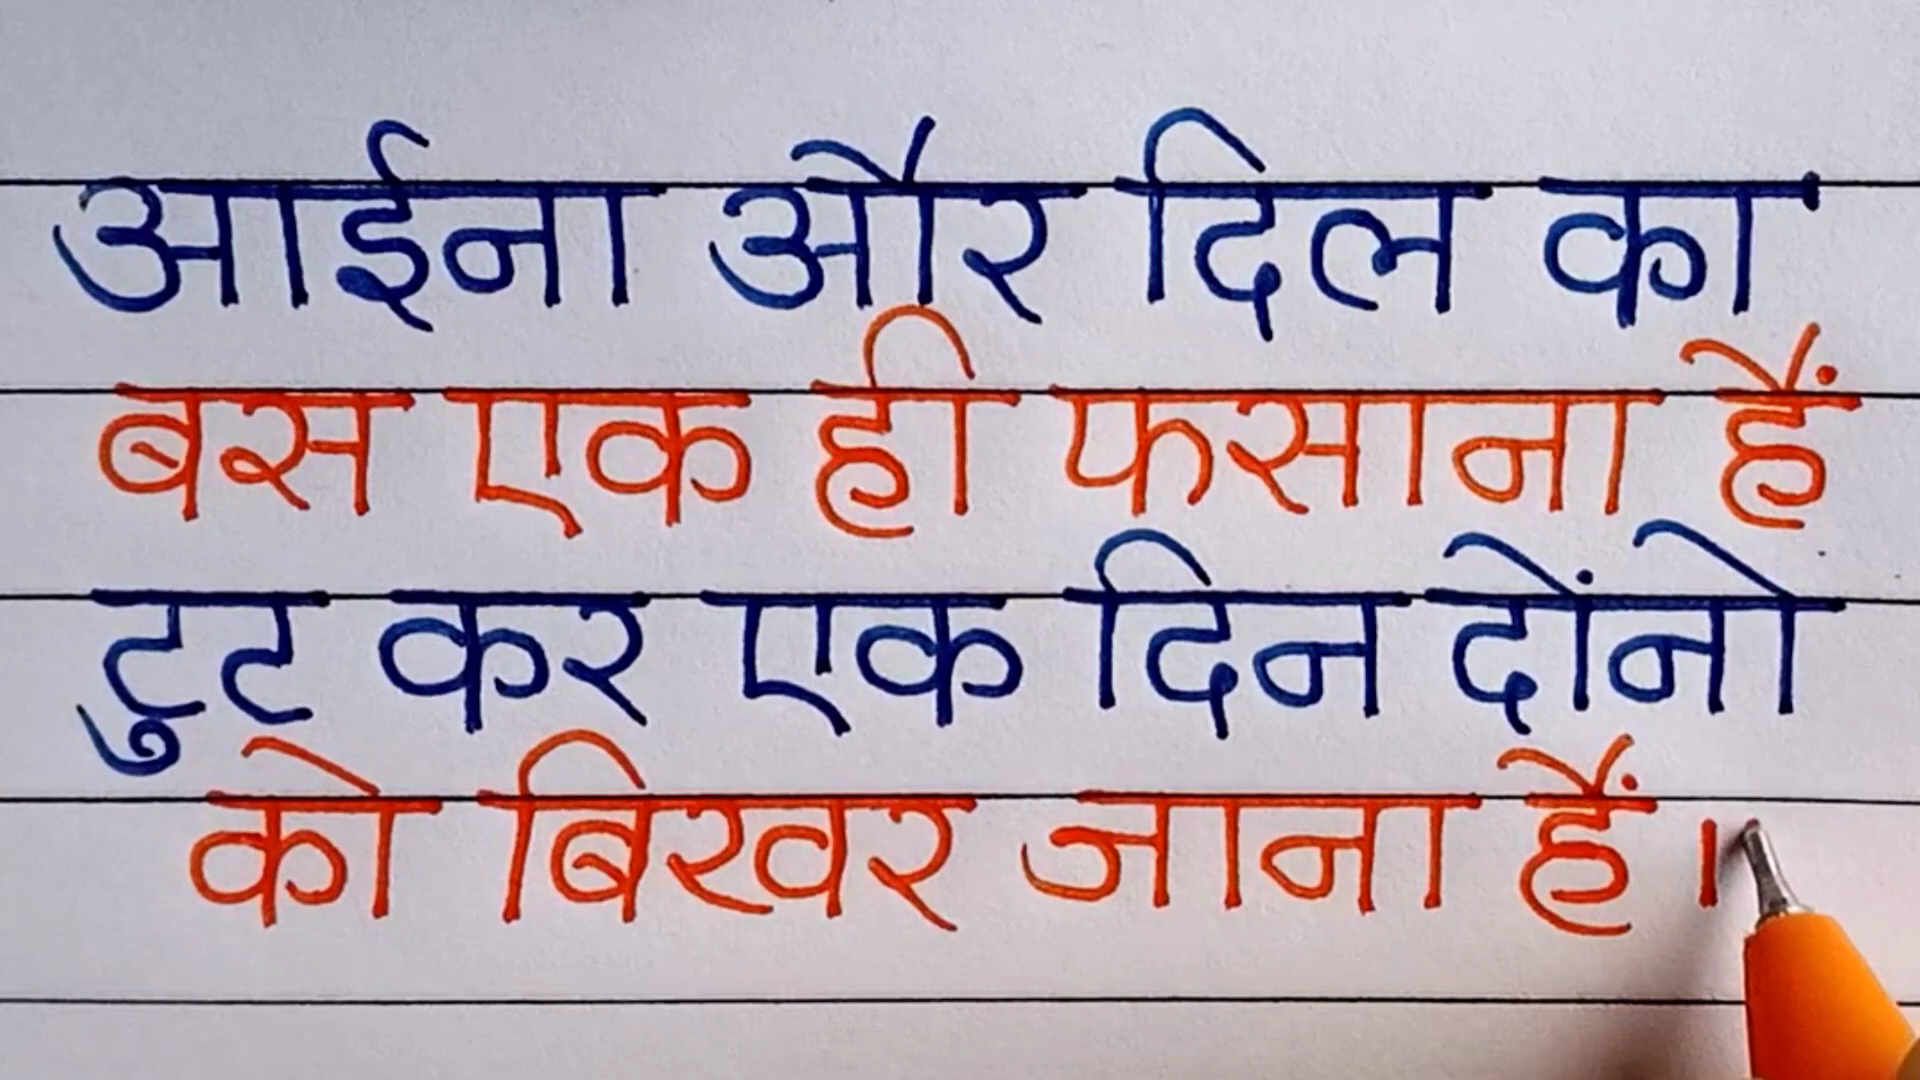 आईना और दिल का
बस एक ही फसाना हैं
टुट कर एक दिन दोंनो
को बिखर जाना हैं।